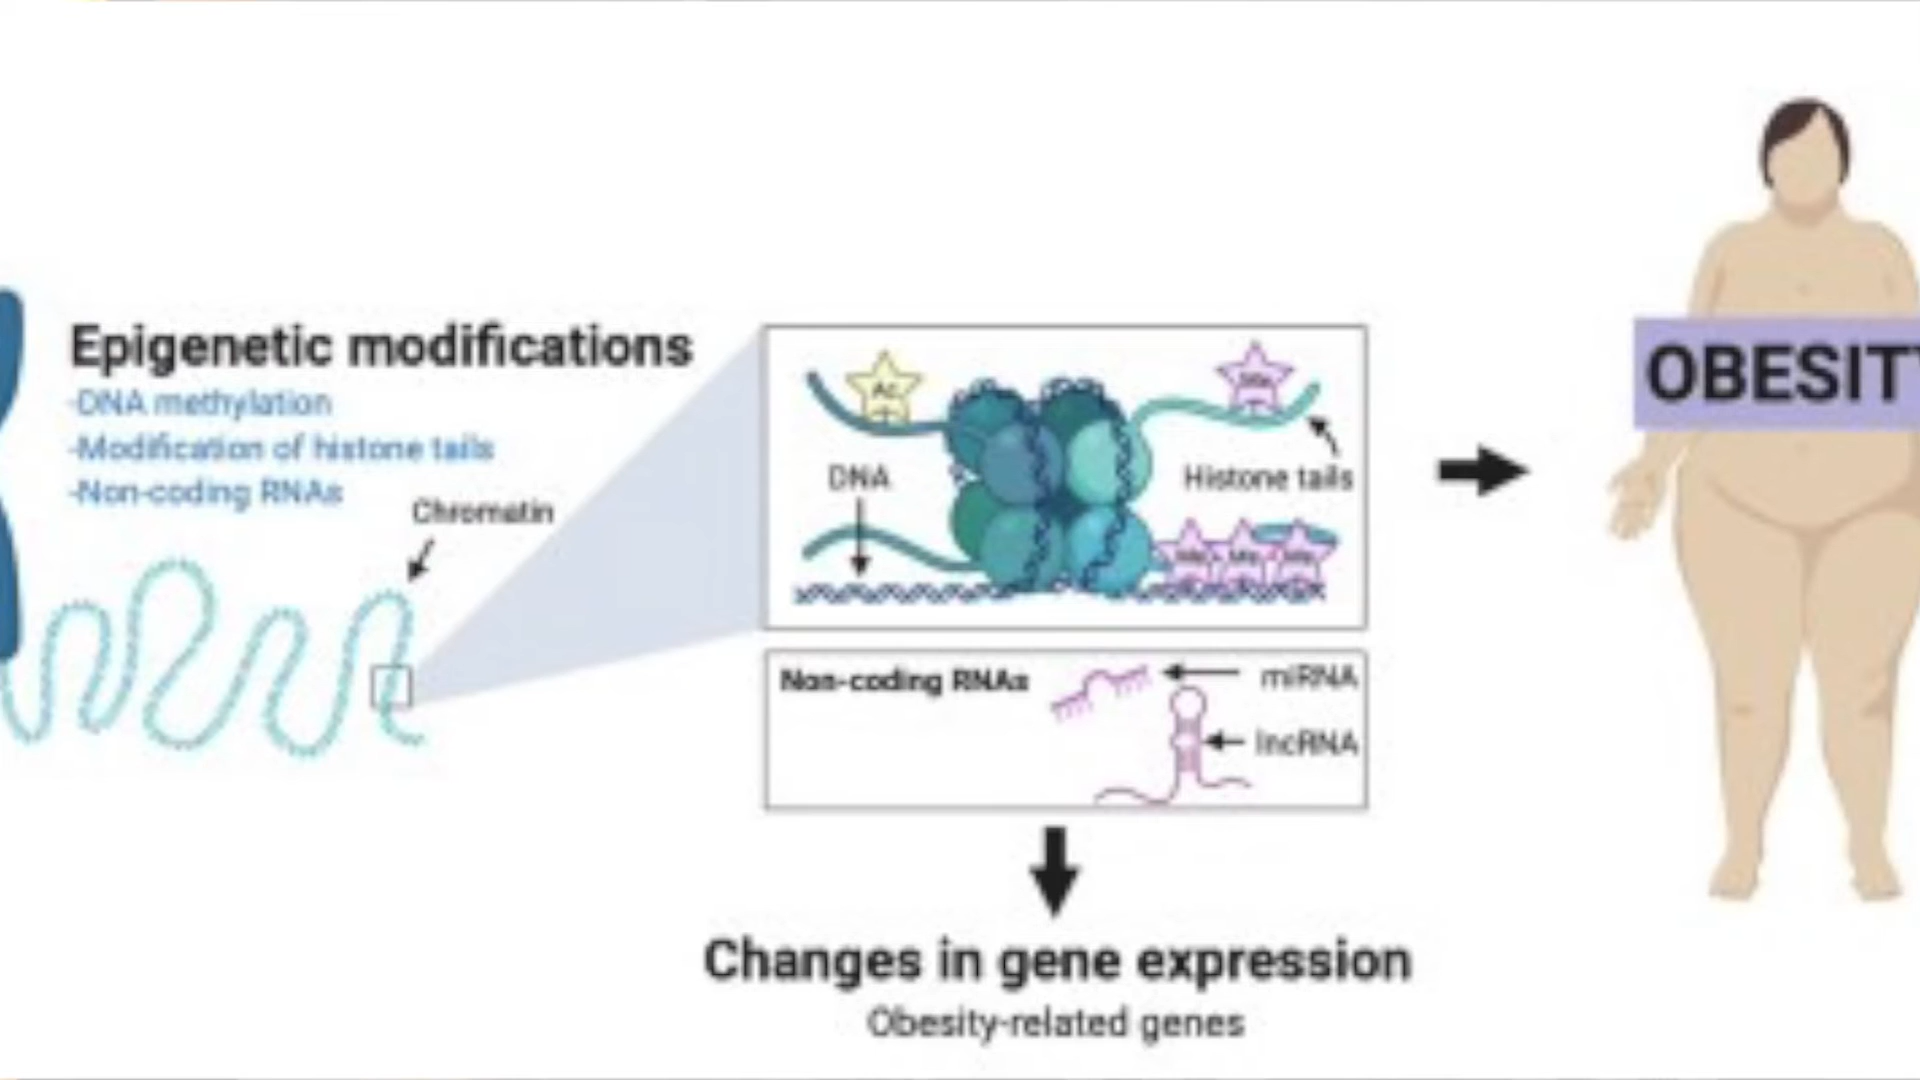 Epigenetic modifications
-DNA methylation
-Modification of histone tails
-Non-coding RNAs
Chromatin
Ac
DNA
Histone tails
Non-coding RNAs
miRNA
lncRNA
Changes in gene expression
Obesity-related genes
OBESIT